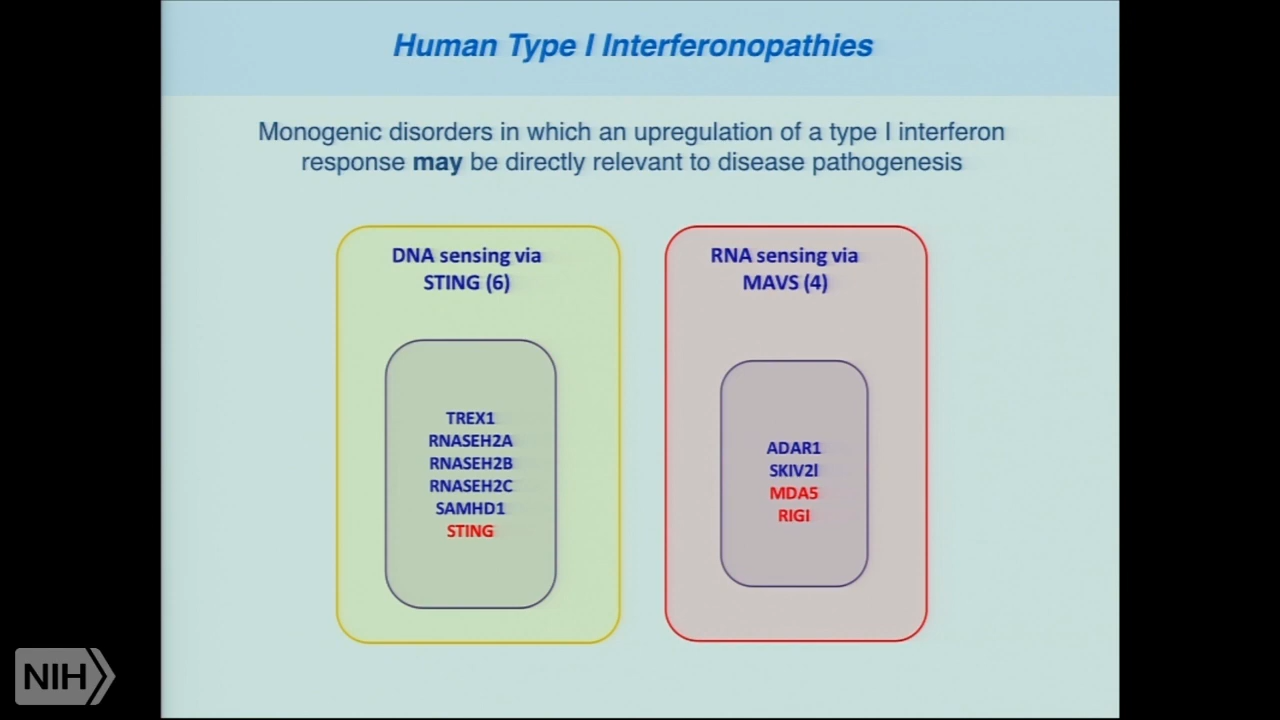 Human Type I Interferonopathies
Monogenic disorders in which an upregulation of a type I interferon
response may be directly relevant to disease pathogenesis
DNA sensing via
STING (6)
TREX1
RNASEH2A
RNASEH2B
RNASEH2C
SAMHD1
STING
RNA sensing via
MAVS (4)
ADAR1
SKIV2l
MDA5
RIGI
NIH